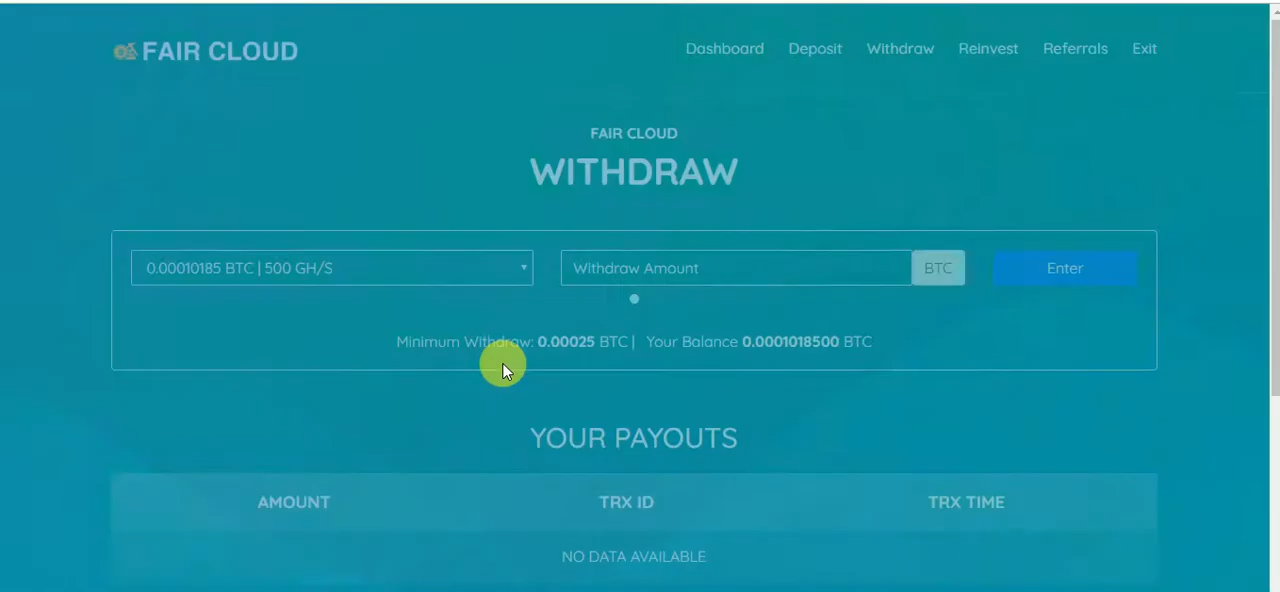 FAIR CLOUD
Dashboard Deposit Withdraw Reinvest Referrals Exit
FAIR CLOUD
WITHDRAW
0.00010185 BTC | 500 GH/S
Withdraw Amount
BTC
Enter
Minimum Withdraw: 0.00025 BTC | Your Balance 0.0001018500 BTC
YOUR PAYOUTS
AMOUNT TRX ID TRX TIME
NO DATA AVAILABLE